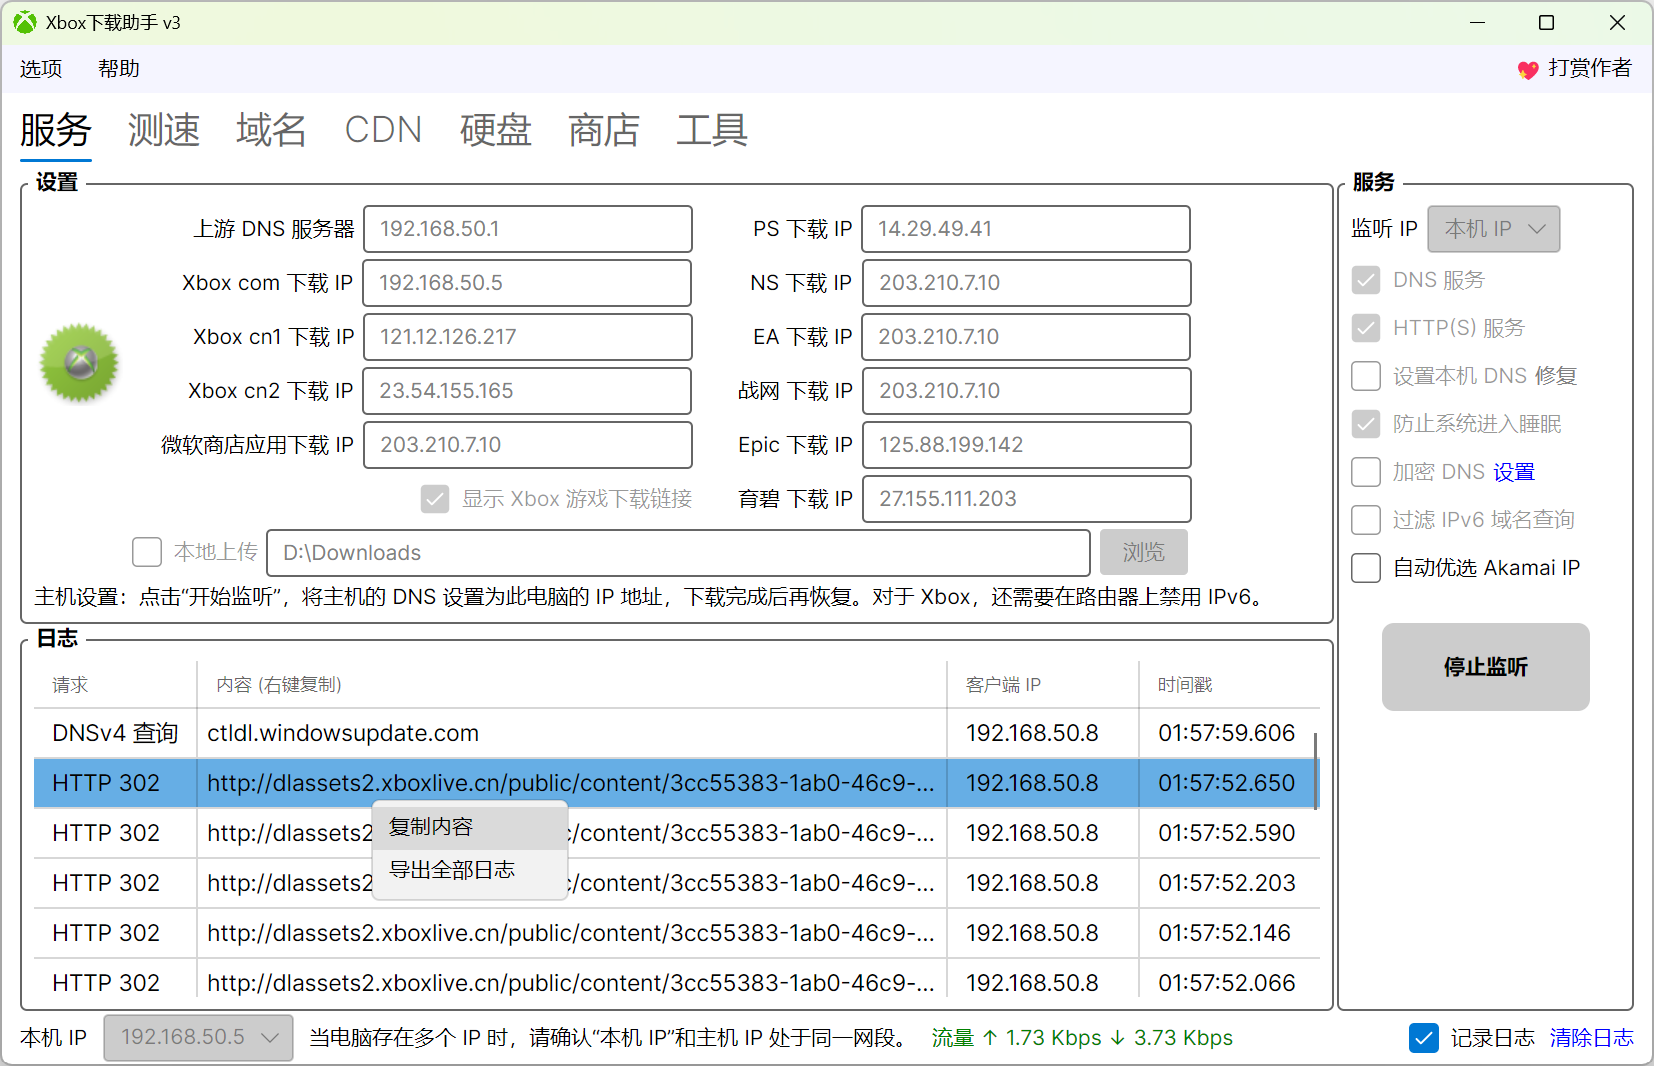 Xbox下载助手 v3
选项 帮助 打赏作者
服务 测速 域名 CDN 硬盘 商店 工具
设置
上游 DNS 服务器 192.168.50.1 PS 下载 IP 14.29.49.41
Xbox com 下载 IP 192.168.50.5 NS 下载 IP 203.210.7.10
Xbox cn1 下载 IP 121.12.126.217 EA 下载 IP 203.210.7.10
Xbox cn2 下载 IP 23.54.155.165 战网 下载 IP 203.210.7.10
微软商店应用下载 IP 203.210.7.10 Epic 下载 IP 125.88.199.142
显示 Xbox 游戏下载链接 育碧 下载 IP 27.155.111.203
本地上传 D:\Downloads 浏览
主机设置：点击“开始监听”，将主机的 DNS 设置为此电脑的 IP 地址，下载完成后再恢复。对于 Xbox，还需要在路由器上禁用 IPv6。
服务
监听 IP 本机 IP
DNS 服务
HTTP(S) 服务
设置本机 DNS 修复
防止系统进入睡眠
加密 DNS 设置
过滤 IPv6 域名查询
自动优选 Akamai IP
停止监听
日志
请求 内容 (右键复制) 客户端 IP 时间戳
DNSv4 查询 ctldl.windowsupdate.com 192.168.50.8 01:57:59.606
HTTP 302 http://dlassets2.xboxlive.cn/public/content/3cc55383-1ab0-46c9-... 192.168.50.8 01:57:52.650
HTTP 302 http://dlassets2 c/content/3cc55383-1ab0-46c9-... 192.168.50.8 01:57:52.590
HTTP 302 http://dlassets2 c/content/3cc55383-1ab0-46c9-... 192.168.50.8 01:57:52.203
HTTP 302 http://dlassets2.xboxlive.cn/public/content/3cc55383-1ab0-46c9-... 192.168.50.8 01:57:52.146
HTTP 302 http://dlassets2.xboxlive.cn/public/content/3cc55383-1ab0-46c9-... 192.168.50.8 01:57:52.066
复制内容
导出全部日志
本机 IP 192.168.50.5 当电脑存在多个 IP 时，请确认“本机 IP”和主机 IP 处于同一网段。 流量 ↑ 1.73 Kbps ↓ 3.73 Kbps 记录日志 清除日志